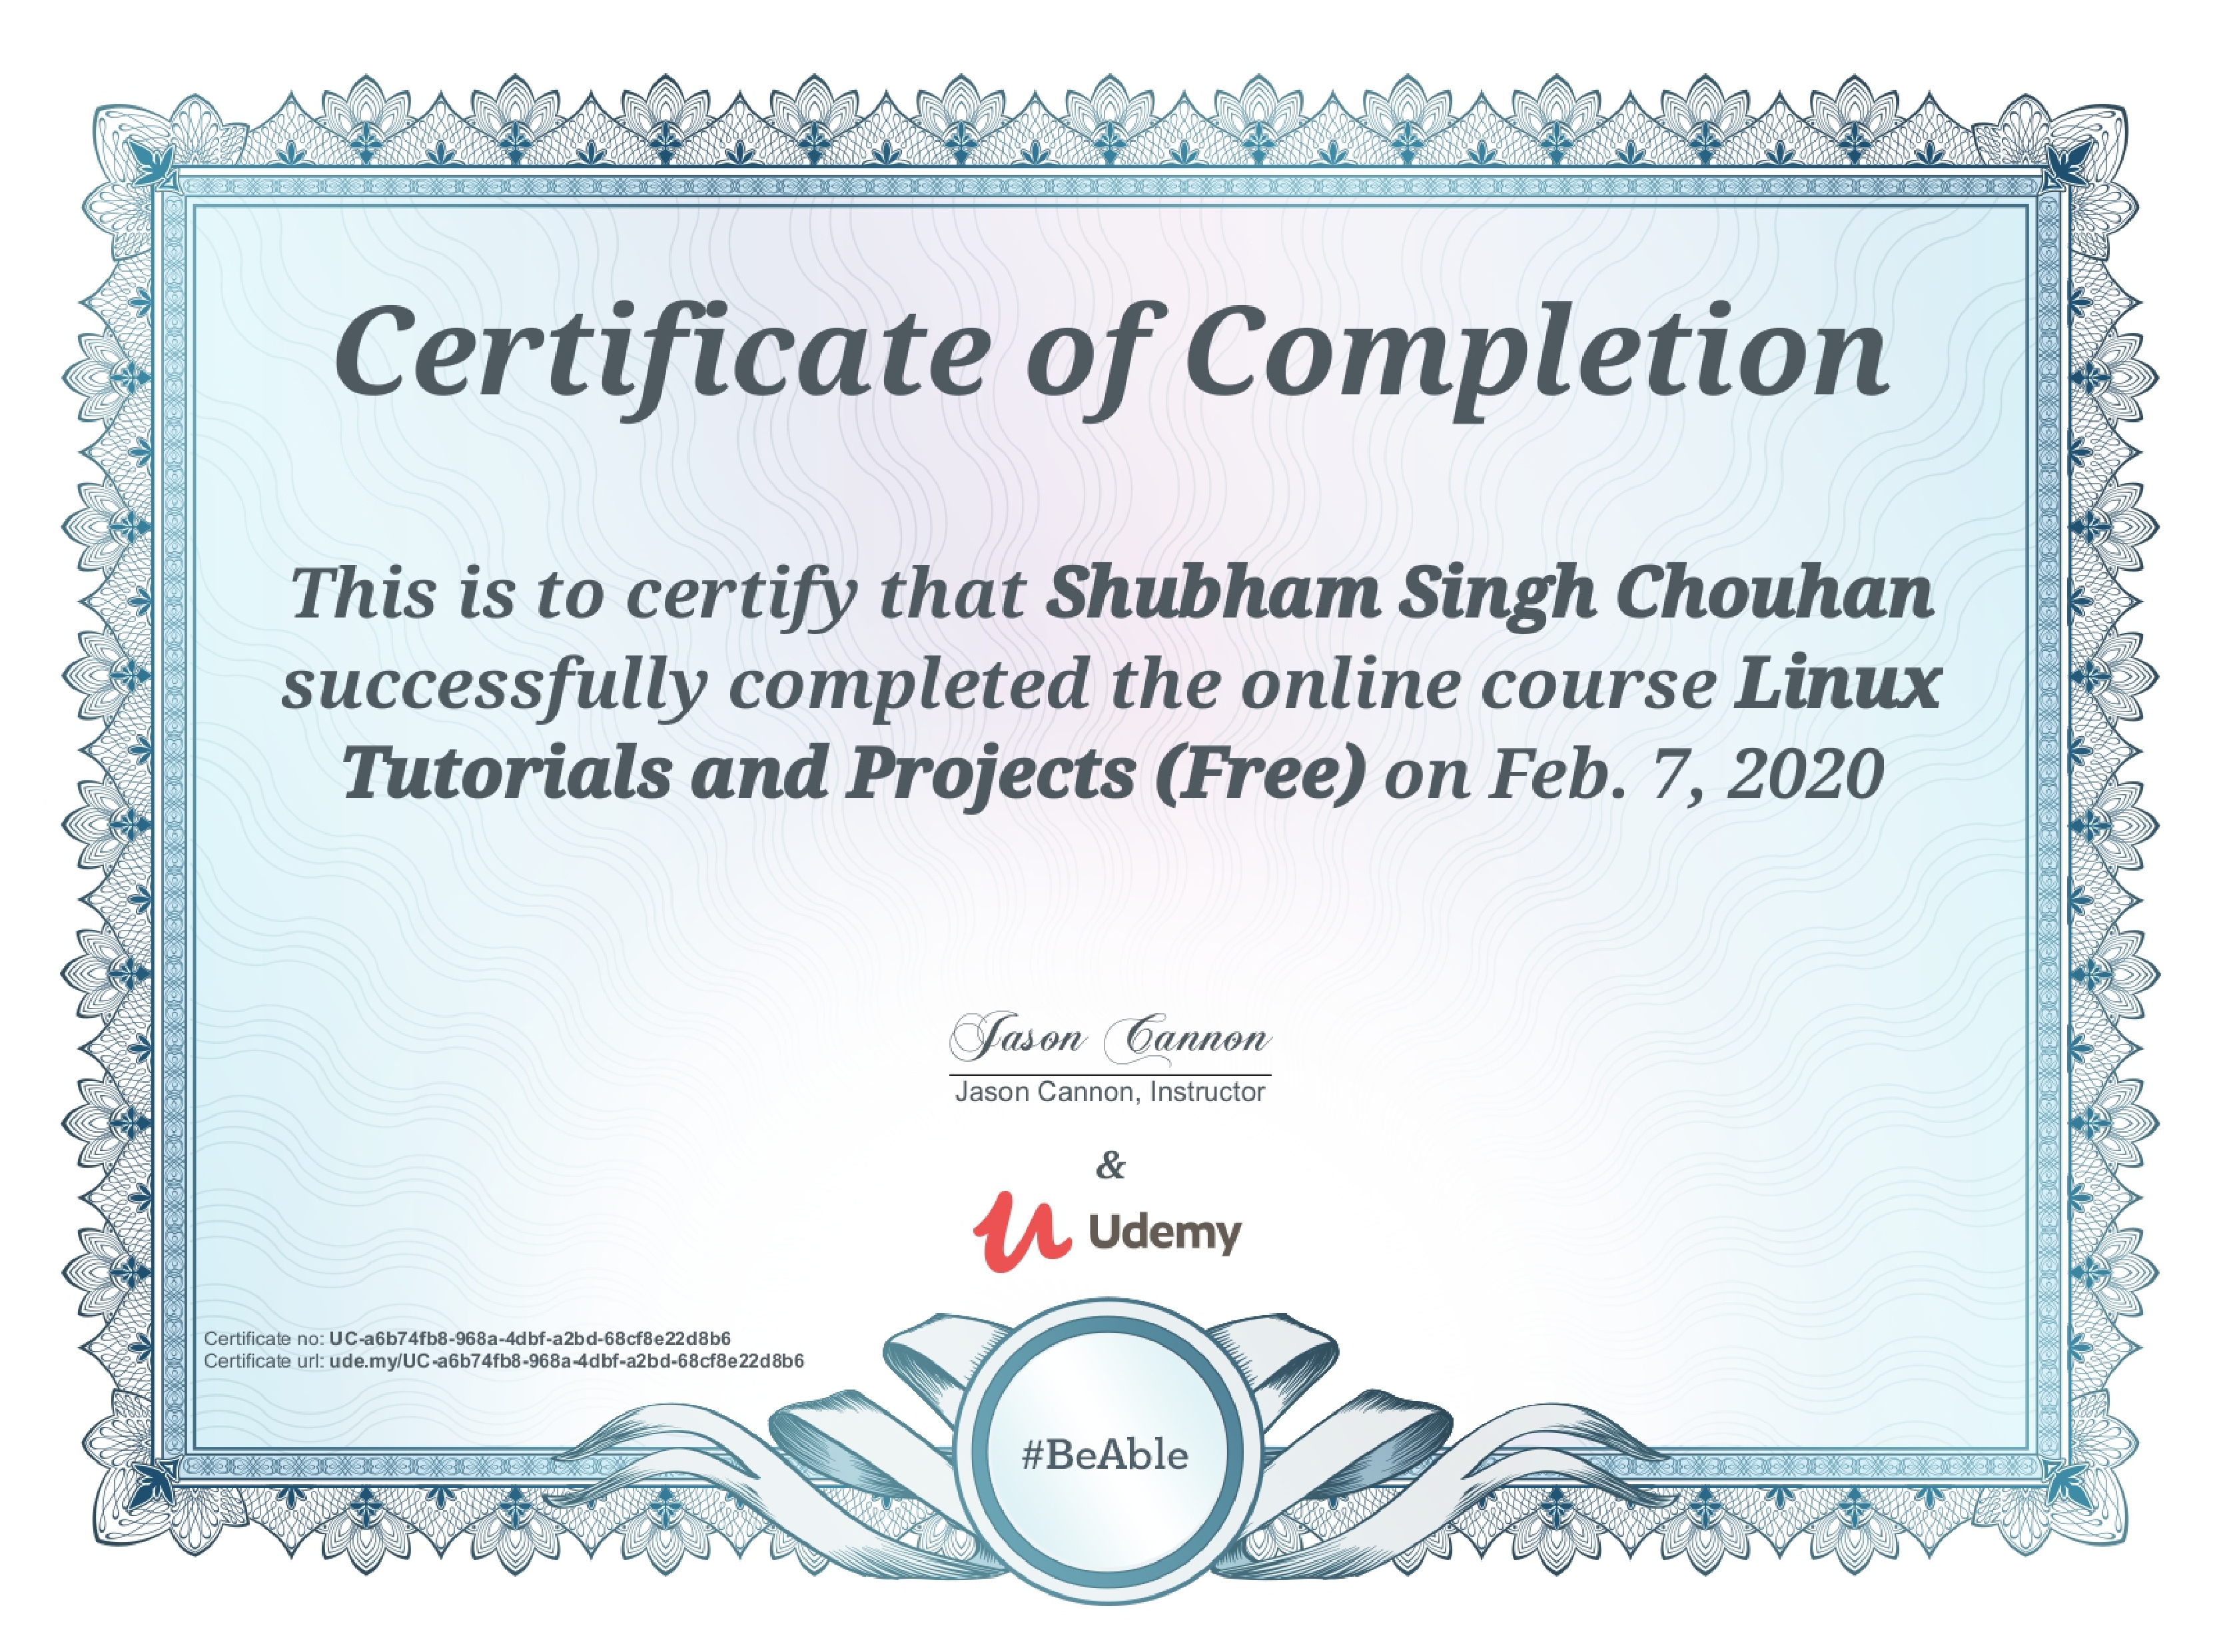 Certificate of Completion
This is to certify that Shubham Singh Chouhan
successfully completed the online course Linux
Tutorials and Projects (Free) on Feb. 7, 2020
Jason Cannon
Jason Cannon, Instructor
&
Udemy
Certificate no: UC-a6b74fb8-968a-4dbf-a2bd-68cf8e22d8b6
Certificate url: ude.my/UC-a6b74fb8-968a-4dbf-a2bd-68cf8e22d8b6
#BeAble